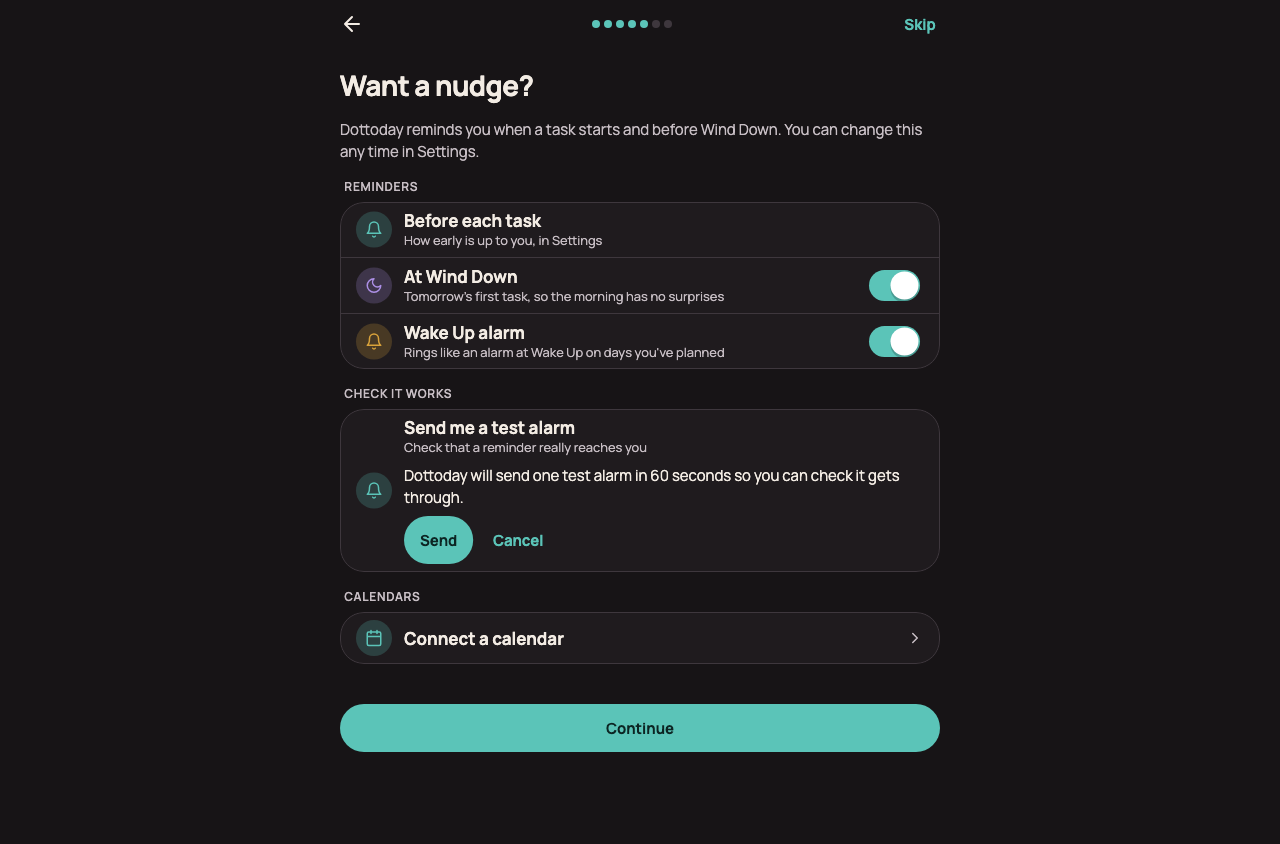 Skip
Want a nudge?
Dottoday reminds you when a task starts and before Wind Down. You can change this
any time in Settings.
REMINDERS
Before each task
How early is up to you, in Settings
At Wind Down
Tomorrow's first task, so the morning has no surprises
Wake Up alarm
Rings like an alarm at Wake Up on days you've planned
CHECK IT WORKS
Send me a test alarm
Check that a reminder really reaches you
Dottoday will send one test alarm in 60 seconds so you can check it gets
through.
Send
Cancel
CALENDARS
Connect a calendar
Continue